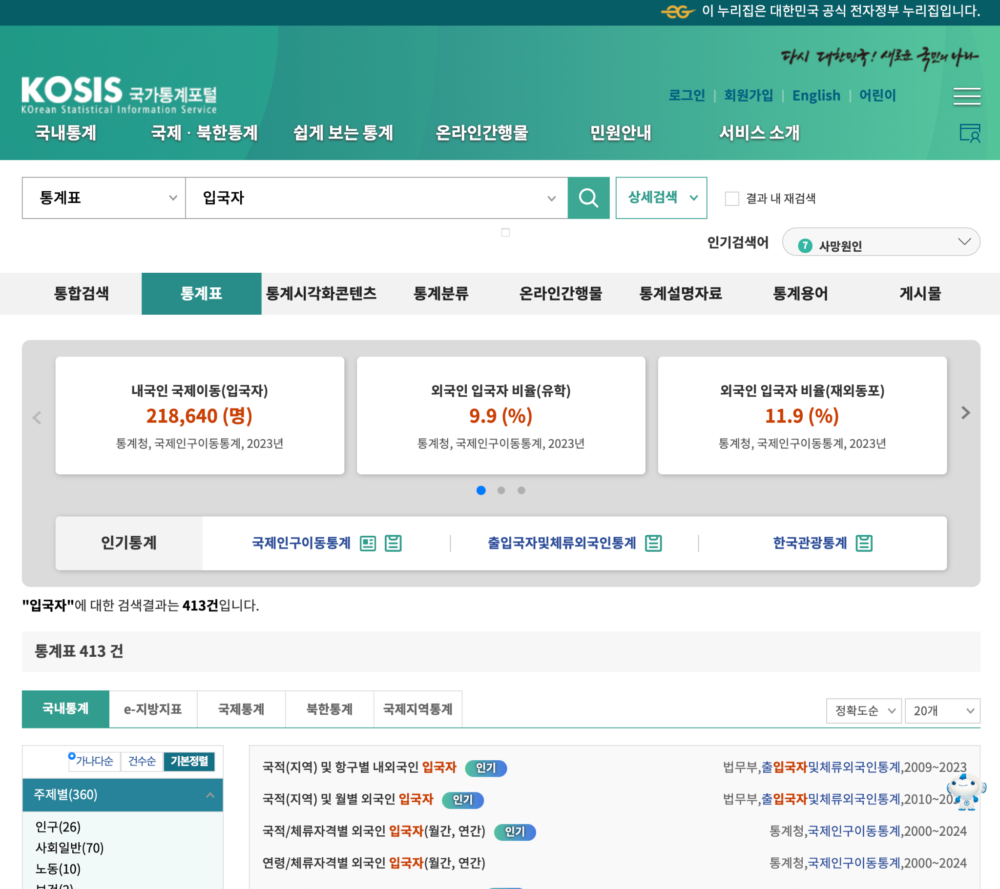 이 누리집은 대한민국 공식 전자정부 누리집입니다.
다시 대한민국! 새로운 국민의 나라
KOSIS 국가통계포털
KOrean Statistical Information Service
로그인 | 회원가입 | English | 어린이
국내통계 국제 · 북한통계 쉽게 보는 통계 온라인간행물 민원안내 서비스 소개
통계표 입국자 상세검색 결과 내 재검색
인기검색어 7 사망원인
통합검색 통계표 통계시각화콘텐츠 통계분류 온라인간행물 통계설명자료 통계용어 게시물
내국인 국제이동(입국자)
218,640 (명)
통계청, 국제인구이동통계, 2023년
외국인 입국자 비율(유학)
9.9 (%)
통계청, 국제인구이동통계, 2023년
외국인 입국자 비율(재외동포)
11.9 (%)
통계청, 국제인구이동통계, 2023년
인기통계 국제인구이동통계 출입국자및체류외국인통계 한국관광통계
"입국자"에 대한 검색결과는 413건입니다.
통계표 413 건
국내통계 e-지방지표 국제통계 북한통계 국제지역통계
정확도순 20개
가나다순 건수순 기본정렬
주제별(360)
인구(26)
사회일반(70)
노동(10)
국적(지역) 및 항구별 내외국인 입국자 인기 법무부,출입국자및체류외국인통계,2009~2023
국적(지역) 및 월별 외국인 입국자 인기 법무부,출입국자및체류외국인통계,2010~202
국적/체류자격별 외국인 입국자(월간, 연간) 인기 통계청,국제인구이동통계,2000~2024
연령/체류자격별 외국인 입국자(월간, 연간) 통계청,국제인구이동통계,2000~2024